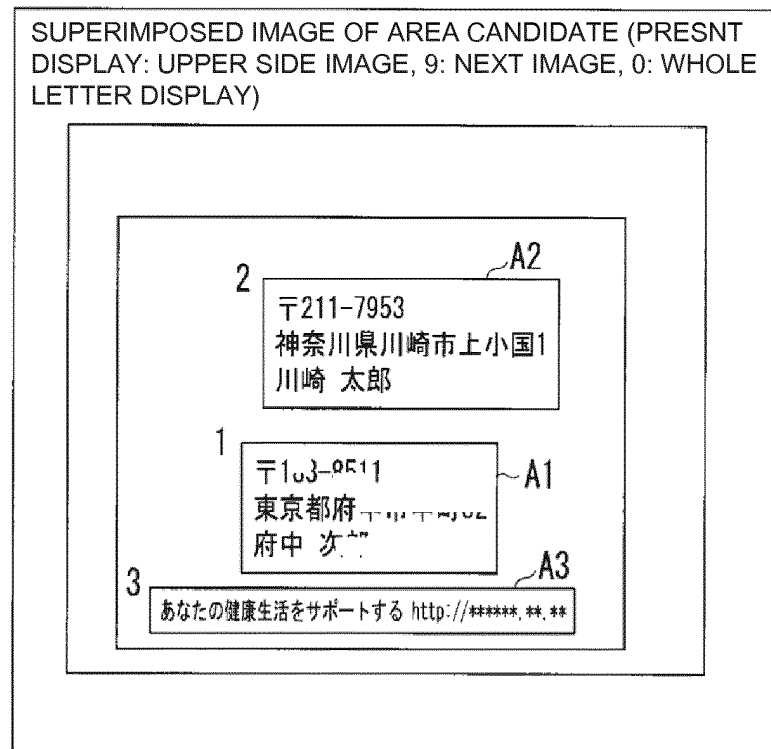 SUPERIMPOSED IMAGE OF AREA CANDIDATE (PRESNT
DISPLAY: UPPER SIDE IMAGE, 9: NEXT IMAGE, 0: WHOLE
LETTER DISPLAY)
A2
2
〒211-7953
神奈川県川崎市上小国1
川崎 太郎
1
A1
東京都府
府中 次
A3
3
あなたの健康生活をサポートする http://******.**.**